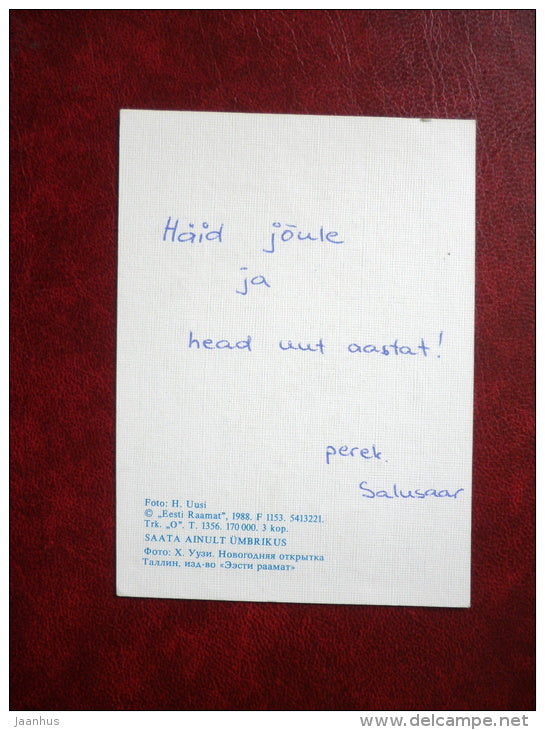 Häid jõule
ja
head uut aastat!
perek.
Salusaar
Foto: H. Uusi
© „Eesti Raamat", 1988. F 1153. 5413221.
Trk. „O". T. 1356. 170 000. 3 kop.
SAATA AINULT ÜMBRIKUS
Фото: Х. Уузи. Новогодняя открытка
Таллин, изд-во «Ээсти раамат»
jaanhus
www.delcampe.net